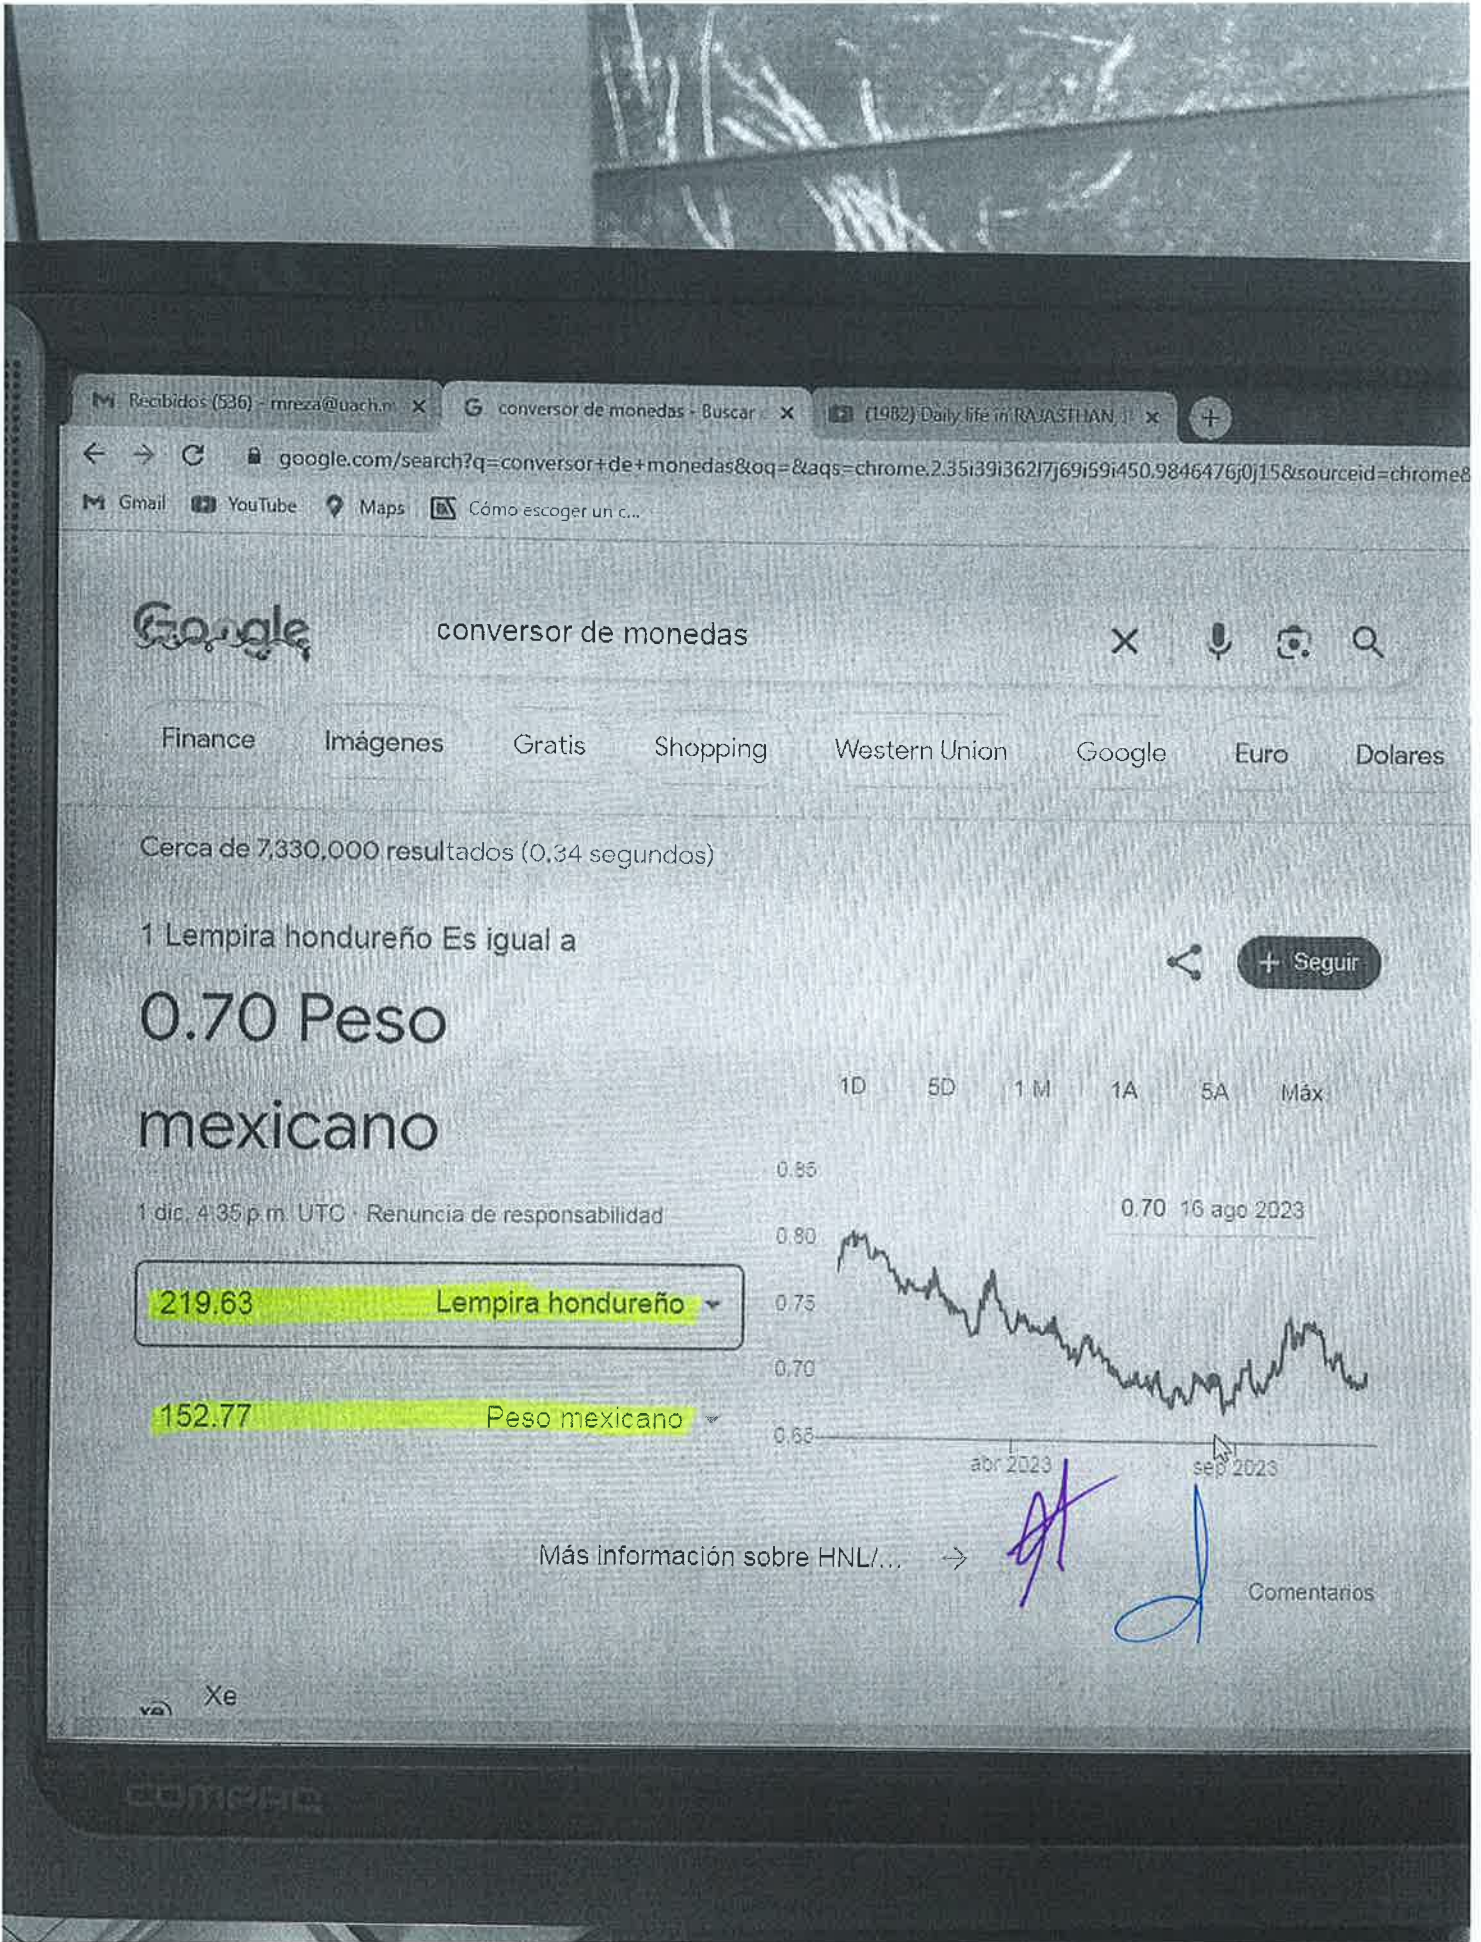 Recibidos (536) - mreza@uach.m
conversor de monedas - Buscar
(1982) Daily life in RAJASTHAN, I
google.com/search?q=conversor+de+monedas&oq=&aqs=chrome.2.35i39i362l7j69i59i450.9846476j0j15&sourceid=chrome&
Gmail YouTube Maps Cómo escoger un c...
Google conversor de monedas
Finance Imágenes Gratis Shopping Western Union Google Euro Dolares
Cerca de 7,330,000 resultados (0.34 segundos)
1 Lempira hondureño Es igual a
+ Seguir
0.70 Peso
mexicano
1D 5D 1 M 1A 5A Máx
1 dic, 4:35 p.m. UTC · Renuncia de responsabilidad
0.85
0.70 16 ago 2023
0.80
219.63 Lempira hondureño
0.75
0.70
152.77 Peso mexicano
0.65
abr 2023 sep 2023
Más información sobre HNL/... →
Comentarios
Xe
COMPAQ